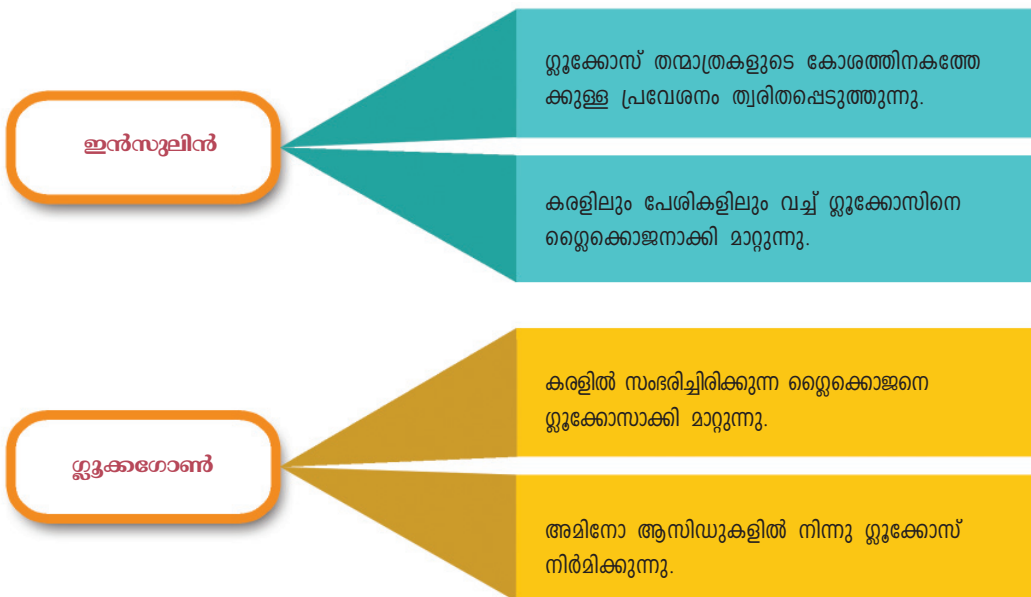 ഇൻസുലിൻ
ഗ്ലൂക്കോസ് തന്മാത്രകളുടെ കോശത്തിനകത്തേ
ക്കുള്ള പ്രവേശനം ത്വരിതപ്പെടുത്തുന്നു.
കരളിലും പേശികളിലും വച്ച് ഗ്ലൂക്കോസിനെ
ഗ്ലൈക്കൊജനാക്കി മാറ്റുന്നു.
ഗ്ലൂക്കഗോൺ
കരളിൽ സംഭരിച്ചിരിക്കുന്ന ഗ്ലൈക്കൊജനെ
ഗ്ലൂക്കോസാക്കി മാറ്റുന്നു.
അമിനോ ആസിഡുകളിൽ നിന്നു ഗ്ലൂക്കോസ്
നിർമിക്കുന്നു.